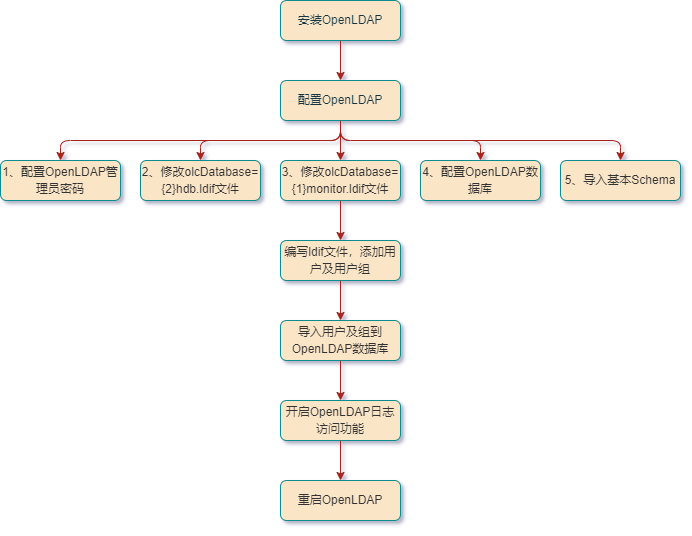 安装OpenLDAP
配置OpenLDAP
1、配置OpenLDAP管
理员密码
2、修改olcDatabase=
{2}hdb.ldif文件
3、修改olcDatabase=
{1}monitor.ldif文件
4、配置OpenLDAP数
据库
5、导入基本Schema
编写ldif文件，添加用
户及用户组
导入用户及组到
OpenLDAP数据库
开启OpenLDAP日志
访问功能
重启OpenLDAP